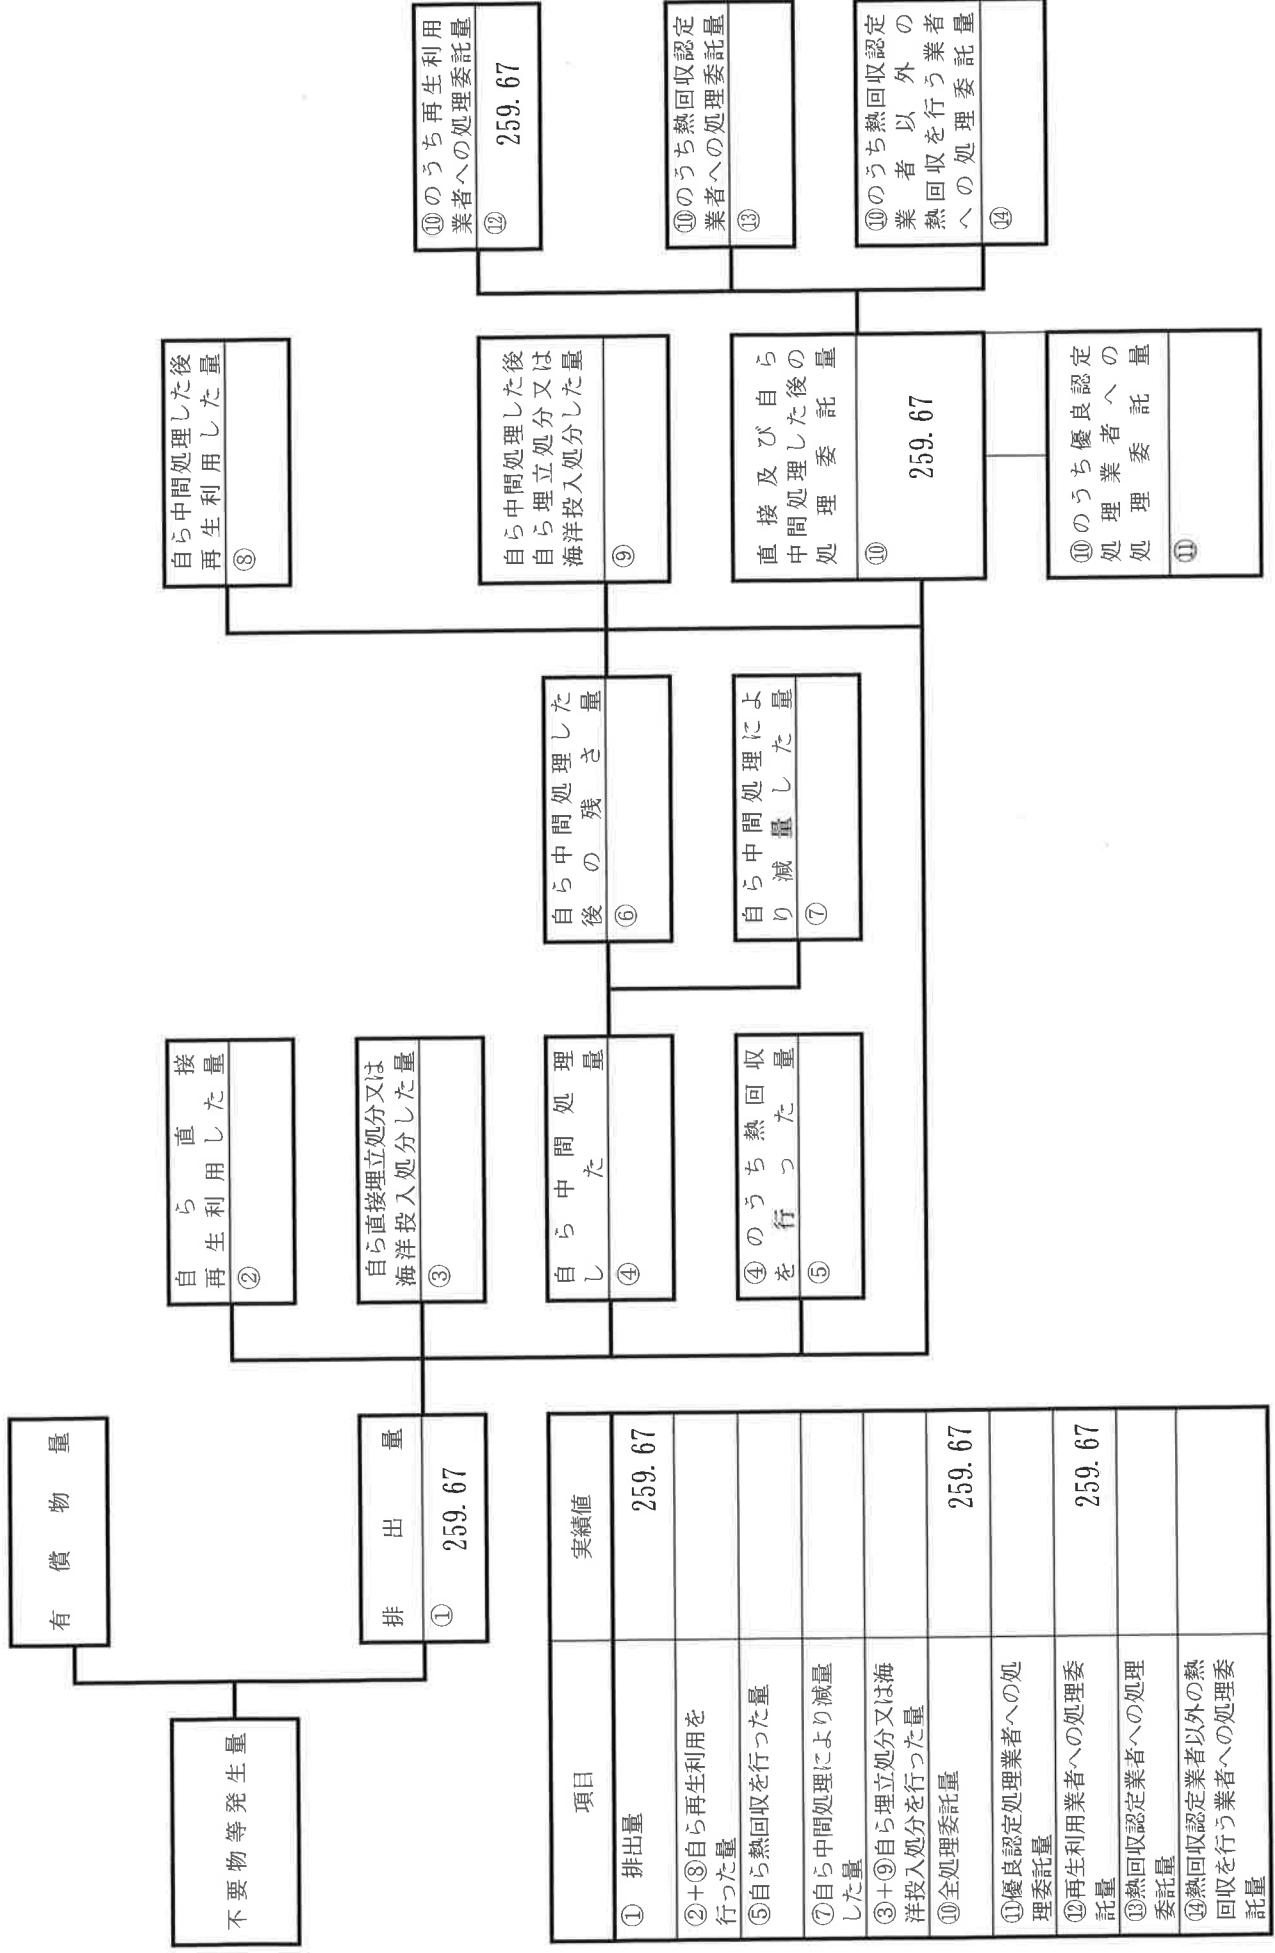 不要物等発生量
有償物量
排出量
①
259.67
自ら直接
再生利用した量
②
自ら直接埋立処分又は
海洋投入処分した量
③
自ら中間処理
した量
④
④のうち熱回収
を行った量
⑤
自ら中間処理した
後の残さ量
⑥
自ら中間処理によ
り減量した量
⑦
自ら中間処理した後
再生利用した量
⑧
自ら中間処理した後
自ら埋立処分又は
海洋投入処分した量
⑨
直接及び自ら
中間処理した後の
処理委託量
⑩
259.67
⑩のうち優良認定
処理業者への
処理委託量
⑪
⑩のうち再生利用
業者への処理委託量
⑫
259.67
⑩のうち熱回収認定
業者への処理委託量
⑬
⑩のうち熱回収認定
業者以外の
熱回収を行う業者
への処理委託量
⑭
項目 実績値
① 排出量 259.67
②+⑧自ら再生利用を
行った量
⑤自ら熱回収を行った量
⑦自ら中間処理により減量
した量
③+⑨自ら埋立処分又は海
洋投入処分を行った量
⑩全処理委託量 259.67
⑪優良認定処理業者への処
理委託量
⑫再生利用業者への処理委
託量 259.67
⑬熱回収認定業者への処理
委託量
⑭熱回収認定業者以外の熱
回収を行う業者への処理委
託量